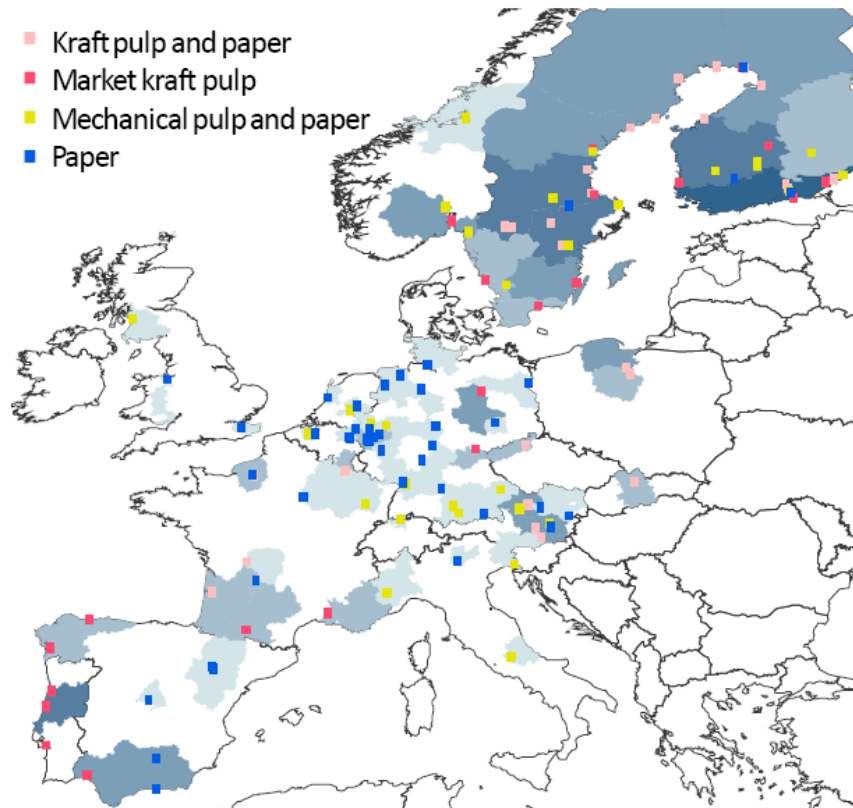 Kraft pulp and paper
Market kraft pulp
Mechanical pulp and paper
Paper